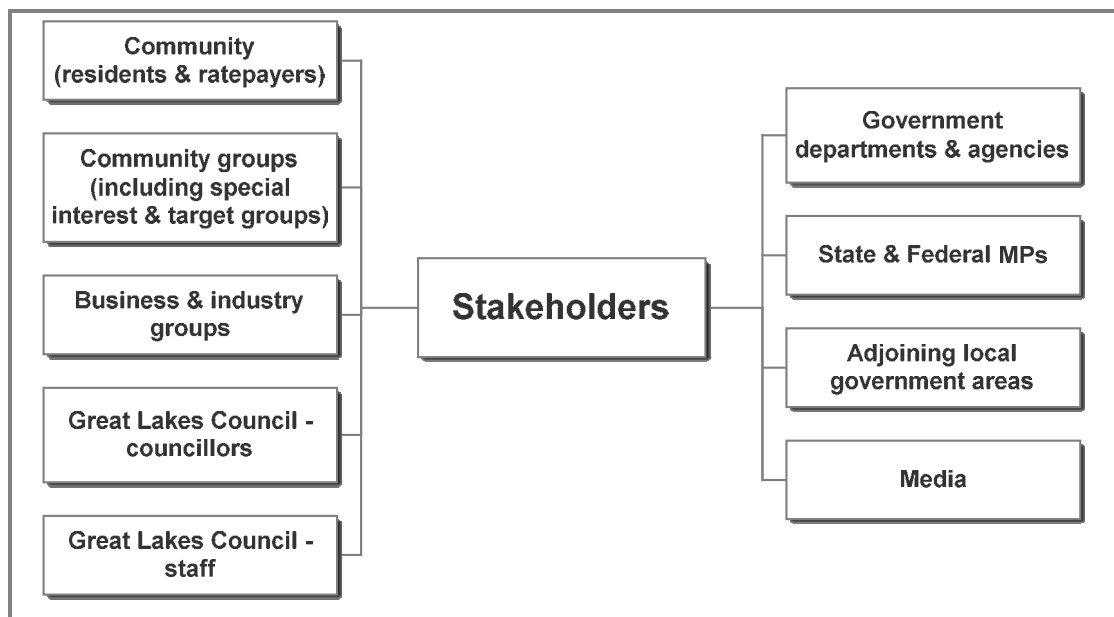 Community
(residents & ratepayers)
Community groups
(including special
interest & target groups)
Business & industry
groups
Great Lakes Council -
councillors
Great Lakes Council -
staff
Stakeholders
Government
departments & agencies
State & Federal MPs
Adjoining local
government areas
Media